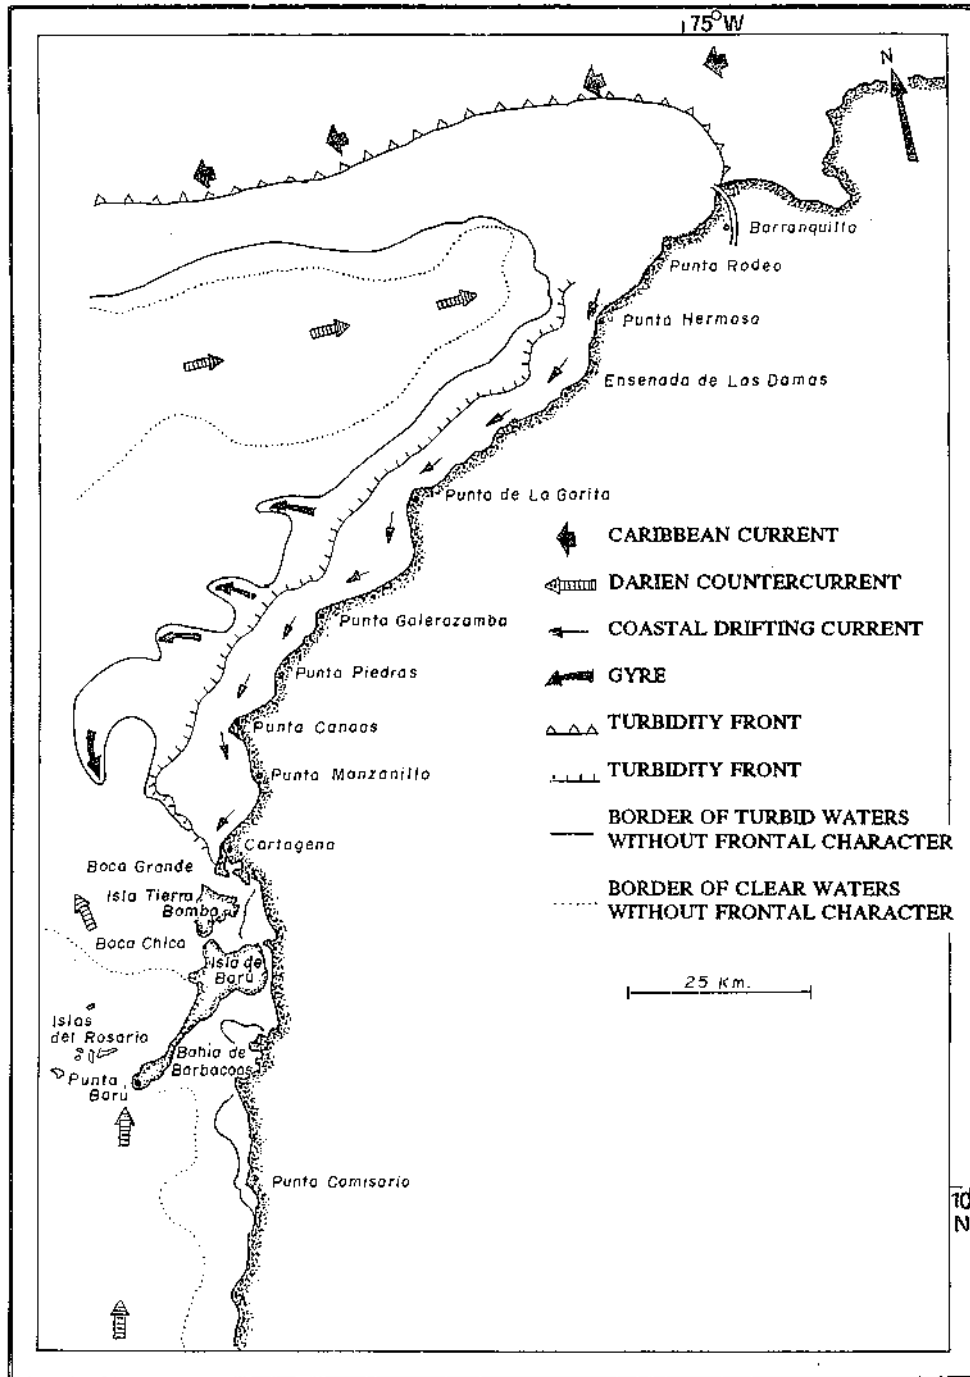 75°W
N
Barranquilla
Punta Rodeo
Punta Hermosa
Ensenada de Las Damas
Punta de La Garita
CARIBBEAN CURRENT
DARIEN COUNTERCURRENT
Punta Galerazamba
COASTAL DRIFTING CURRENT
Punta Piedras
GYRE
Punta Canoas
TURBIDITY FRONT
Punta Manzanillo
TURBIDITY FRONT
BORDER OF TURBID WATERS
WITHOUT FRONTAL CHARACTER
Cartagena
Boca Grande
Isla Tierra
Bomba
BORDER OF CLEAR WATERS
WITHOUT FRONTAL CHARACTER
Boca Chica
Isla de
Barú
25 Km.
Islas
del Rosario
Bahía de
Barbacoas
Punta
Barú
Punta Comisario
10
N